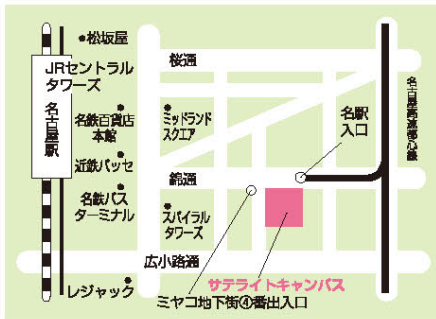 松坂屋
JRセントラル
タワーズ
桜通
名鉄百貨店
本館
ミッドランド
スクエア
名駅
入口
名古屋高速都心線
名古屋駅
近鉄パッセ
錦通
名鉄バス
ターミナル
スパイラル
タワーズ
広小路通
サテライトキャンパス
レジャック
ミヤコ地下街④番出入口